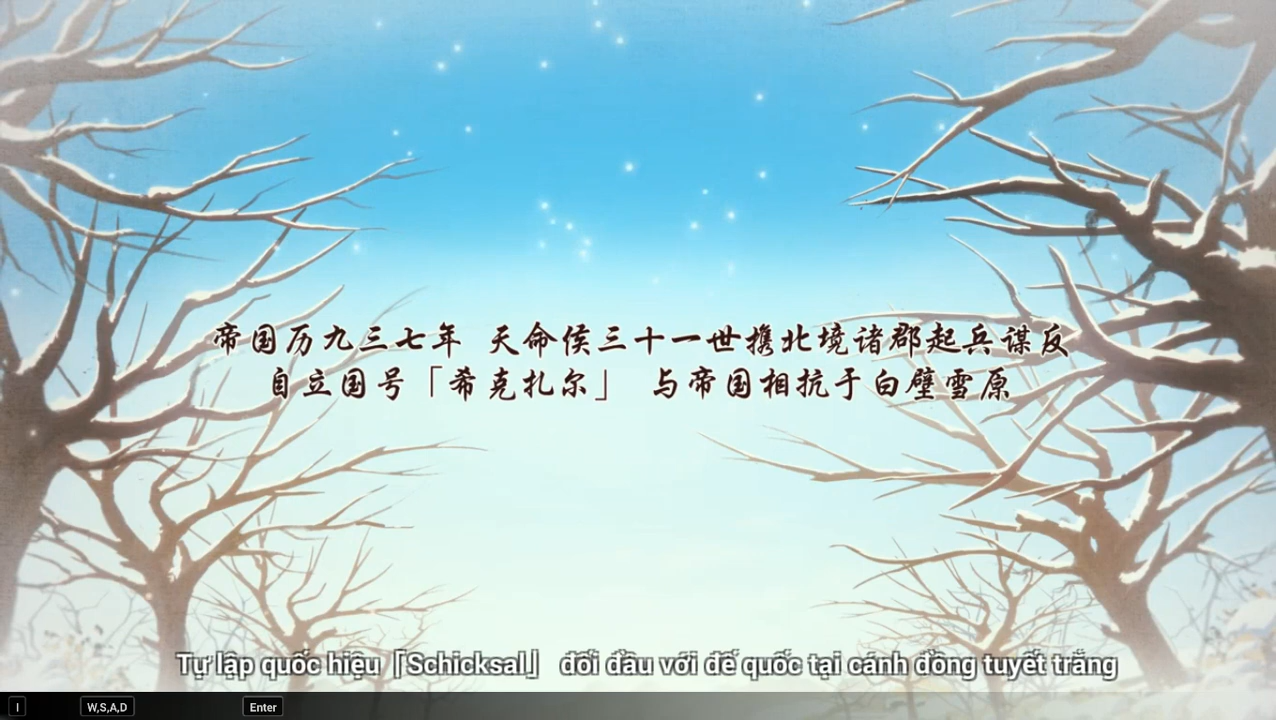 帝国历九三七年 天命侯三十一世携北境诸郡起兵谋反
自立国号「希克扎尔」 与帝国相抗于白壁雪原
Tự lập quốc hiệu「Schicksal」 đối đầu với đế quốc tại cánh đồng tuyết trắng
I W,S,A,D Enter